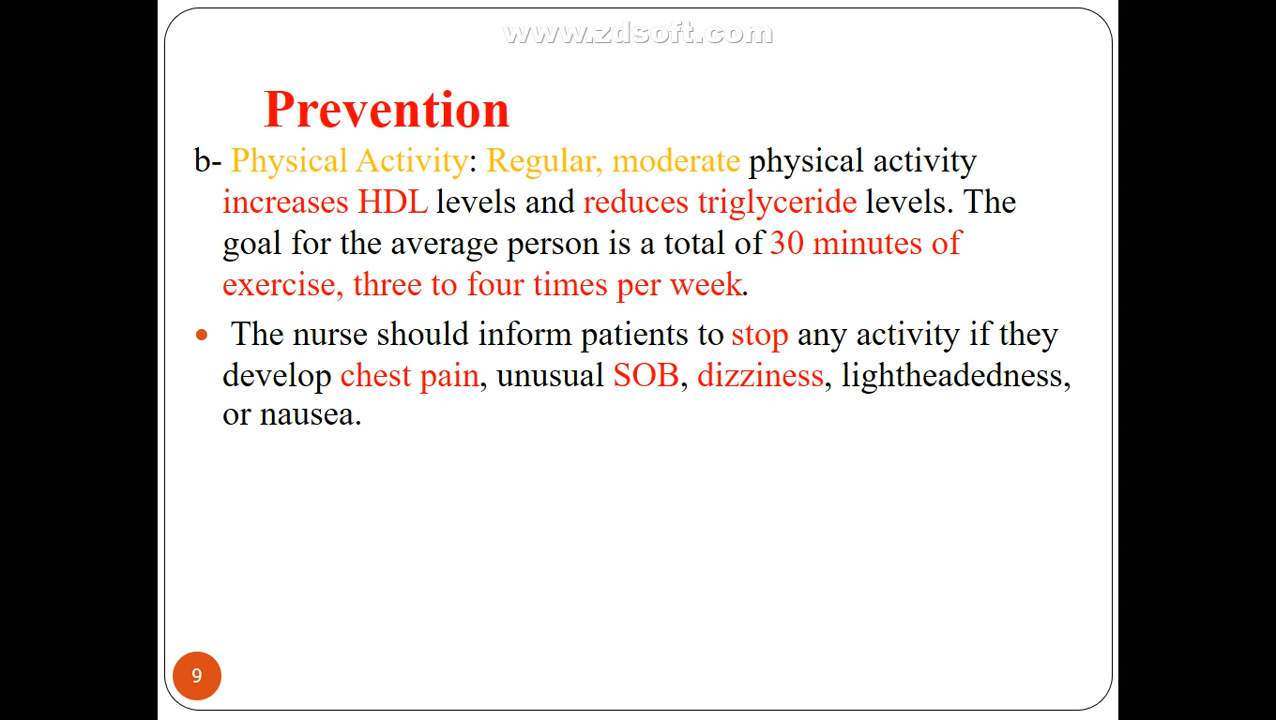 www.zdsoft.com
Prevention
b- Physical Activity: Regular, moderate physical activity
increases HDL levels and reduces triglyceride levels. The
goal for the average person is a total of 30 minutes of
exercise, three to four times per week.
• The nurse should inform patients to stop any activity if they
develop chest pain, unusual SOB, dizziness, lightheadedness,
or nausea.
9